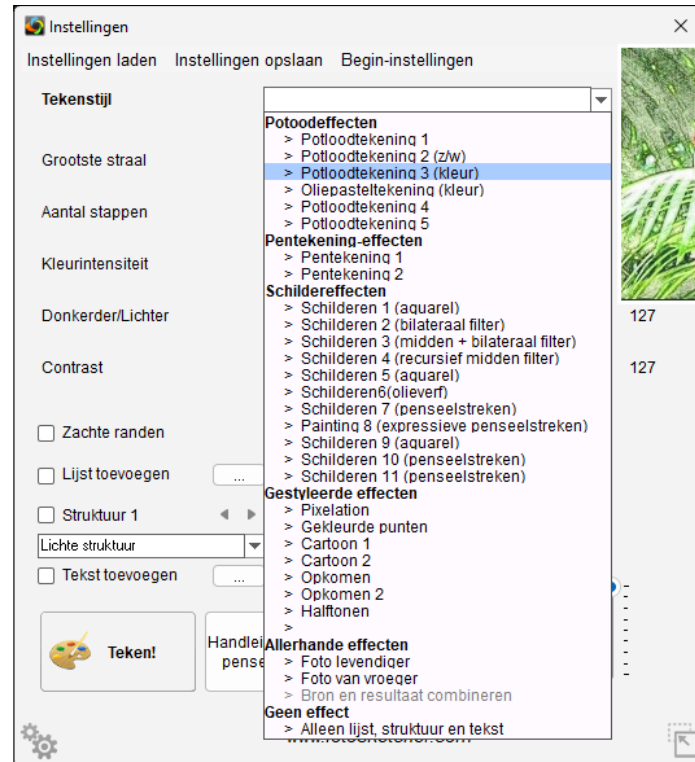 Instellingen
Instellingen laden Instellingen opslaan Begin-instellingen
Tekenstijl
Potoodeffecten
> Potloodtekening 1
> Potloodtekening 2 (z/w)
Grootste straal
> Potloodtekening 3 (kleur)
> Oliepasteltekening (kleur)
> Potloodtekening 4
Aantal stappen
> Potloodtekening 5
Pentekening-effecten
> Pentekening 1
Kleurintensiteit
> Pentekening 2
Schildereffecten
> Schilderen 1 (aquarel)
Donkerder/Lichter
127
> Schilderen 2 (bilateraal filter)
> Schilderen 3 (midden + bilateraal filter)
> Schilderen 4 (recursief midden filter)
Contrast
127
> Schilderen 5 (aquarel)
> Schilderen6(olieverf)
> Schilderen 7 (penseelstreken)
> Painting 8 (expressieve penseelstreken)
Zachte randen
> Schilderen 9 (aquarel)
> Schilderen 10 (penseelstreken)
Lijst toevoegen ...
> Schilderen 11 (penseelstreken)
Gestyleerde effecten
> Pixelation
Struktuur 1
> Gekleurde punten
> Cartoon 1
Lichte struktuur
> Cartoon 2
> Opkomen
Tekst toevoegen ...
> Opkomen 2
> Halftonen
>
Teken!
Handlei
pense
Allerhande effecten
> Foto levendiger
> Foto van vroeger
> Bron en resultaat combineren
Geen effect
> Alleen lijst, struktuur en tekst